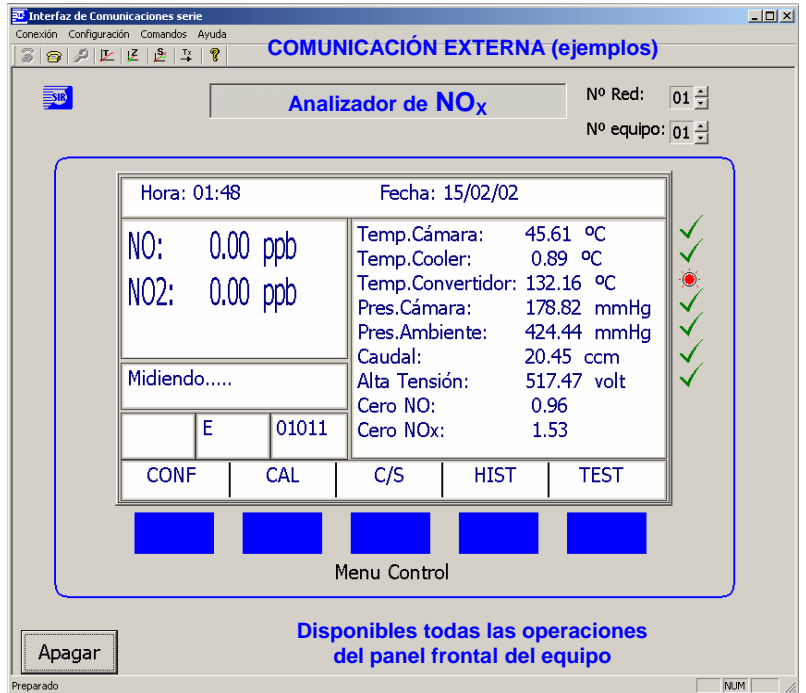 Interfaz de Comunicaciones serie
Conexión Configuración Comandos Ayuda
COMUNICACIÓN EXTERNA (ejemplos)
SIR
Analizador de NOX
Nº Red: 01
Nº equipo: 01
Hora: 01:48 Fecha: 15/02/02
NO: 0.00 ppb
NO2: 0.00 ppb
Midiendo.....
E 01011
Temp.Cámara: 45.61 ºC
Temp.Cooler: 0.89 ºC
Temp.Convertidor: 132.16 ºC
Pres.Cámara: 178.82 mmHg
Pres.Ambiente: 424.44 mmHg
Caudal: 20.45 ccm
Alta Tensión: 517.47 volt
Cero NO: 0.96
Cero NOx: 1.53
CONF CAL C/S HIST TEST
Menu Control
Disponibles todas las operaciones
del panel frontal del equipo
Apagar
Preparado NUM